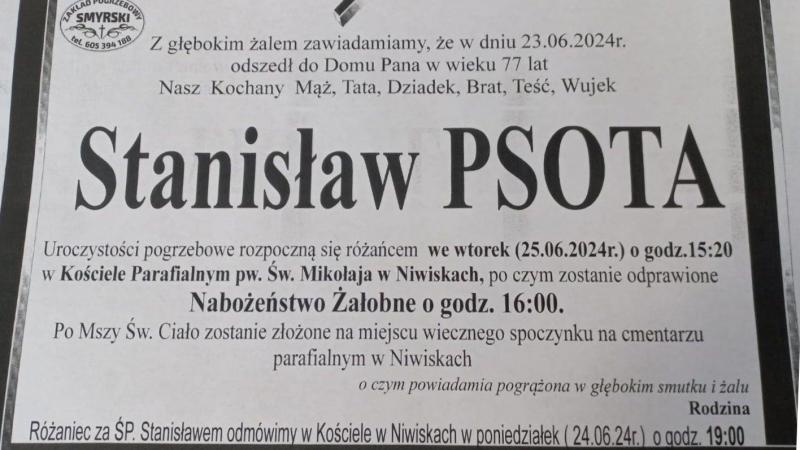 ZAKŁAD POGRZEBOWY
SMYRSKI
tel. 605 394 188
Z głębokim żalem zawiadamiamy, że w dniu 23.06.2024r.
odszedł do Domu Pana w wieku 77 lat
Nasz Kochany Mąż, Tata, Dziadek, Brat, Teść, Wujek
Stanisław PSOTA
Uroczystości pogrzebowe rozpoczną się różańcem we wtorek (25.06.2024r.) o godz.15:20
w Kościele Parafialnym pw. Św. Mikołaja w Niwiskach, po czym zostanie odprawione
Nabożeństwo Żałobne o godz. 16:00.
Po Mszy Św. Ciało zostanie złożone na miejscu wiecznego spoczynku na cmentarzu
parafialnym w Niwiskach
o czym powiadamia pogrążona w głębokim smutku i żalu
Rodzina
Różaniec za ŚP. Stanisławem odmówimy w Kościele w Niwiskach w poniedziałek ( 24.06.24r.) o godz. 19:00